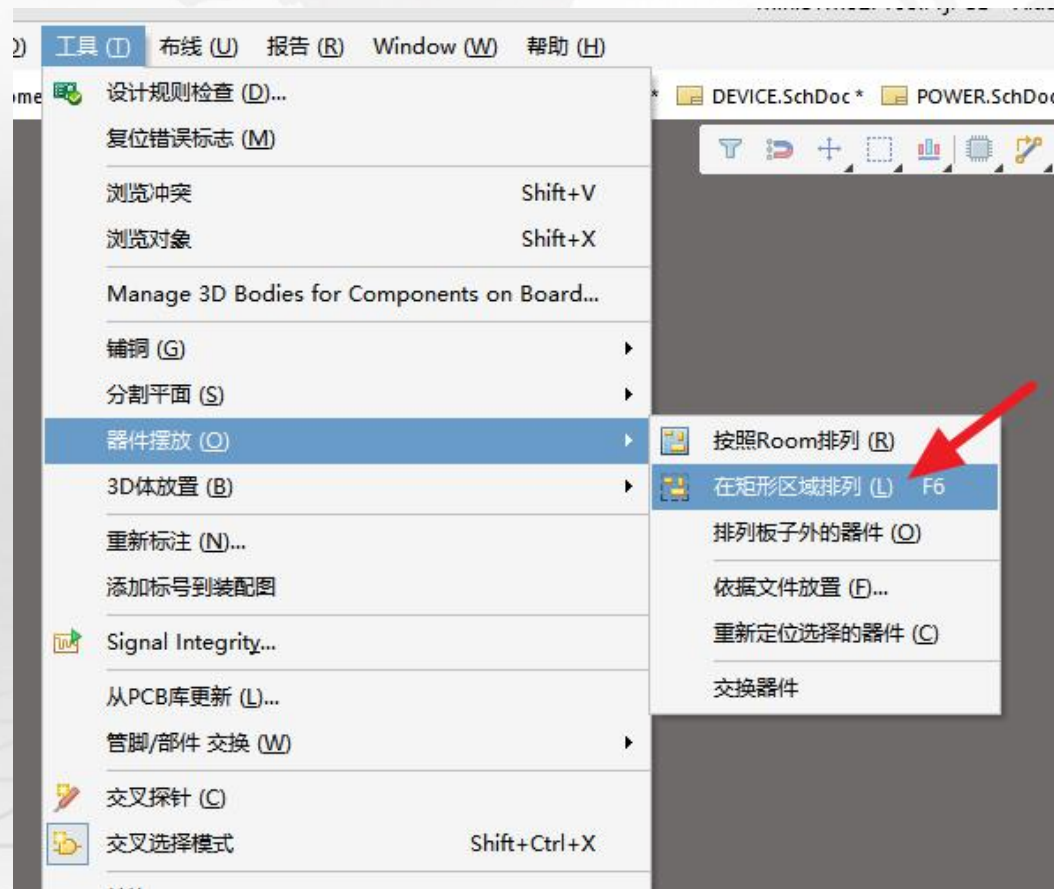 工具 (T) 布线 (U) 报告 (R) Window (W) 帮助 (H)
设计规则检查 (D)...
DEVICE.SchDoc * POWER.SchDoc
复位错误标志 (M)
浏览冲突 Shift+V
浏览对象 Shift+X
Manage 3D Bodies for Components on Board...
铺铜 (G)
分割平面 (S)
器件摆放 (O)
3D体放置 (B)
重新标注 (N)...
添加标号到装配图
Signal Integrity...
从PCB库更新 (L)...
管脚/部件 交换 (W)
交叉探针 (C)
交叉选择模式 Shift+Ctrl+X
按照Room排列 (R)
在矩形区域排列 (L) F6
排列板子外的器件 (O)
依据文件放置 (F)...
重新定位选择的器件 (C)
交换器件